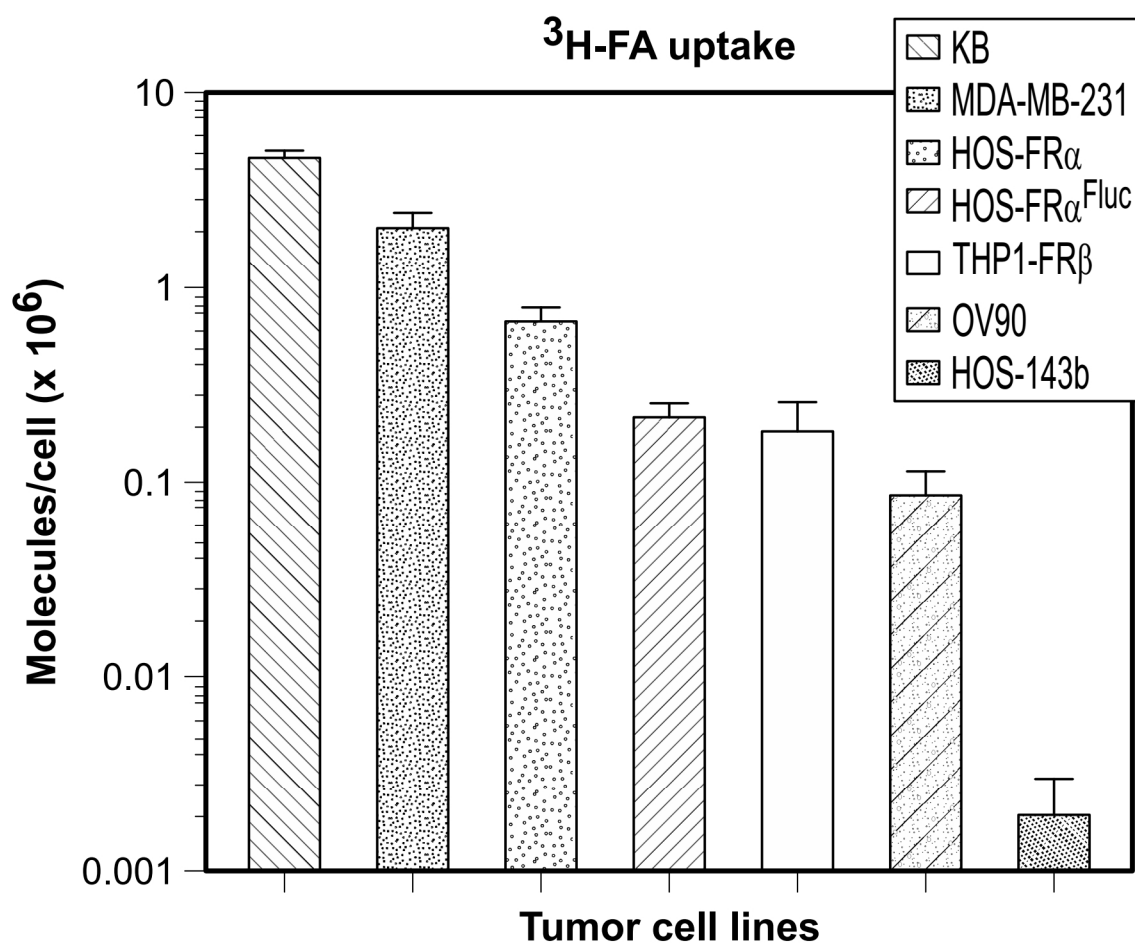 ³H-FA uptake
KB
MDA-MB-231
HOS-FRα
HOS-FRα^Fluc
THP1-FRβ
OV90
HOS-143b
Molecules/cell (x 10⁶)
10
1
0.1
0.01
0.001
Tumor cell lines